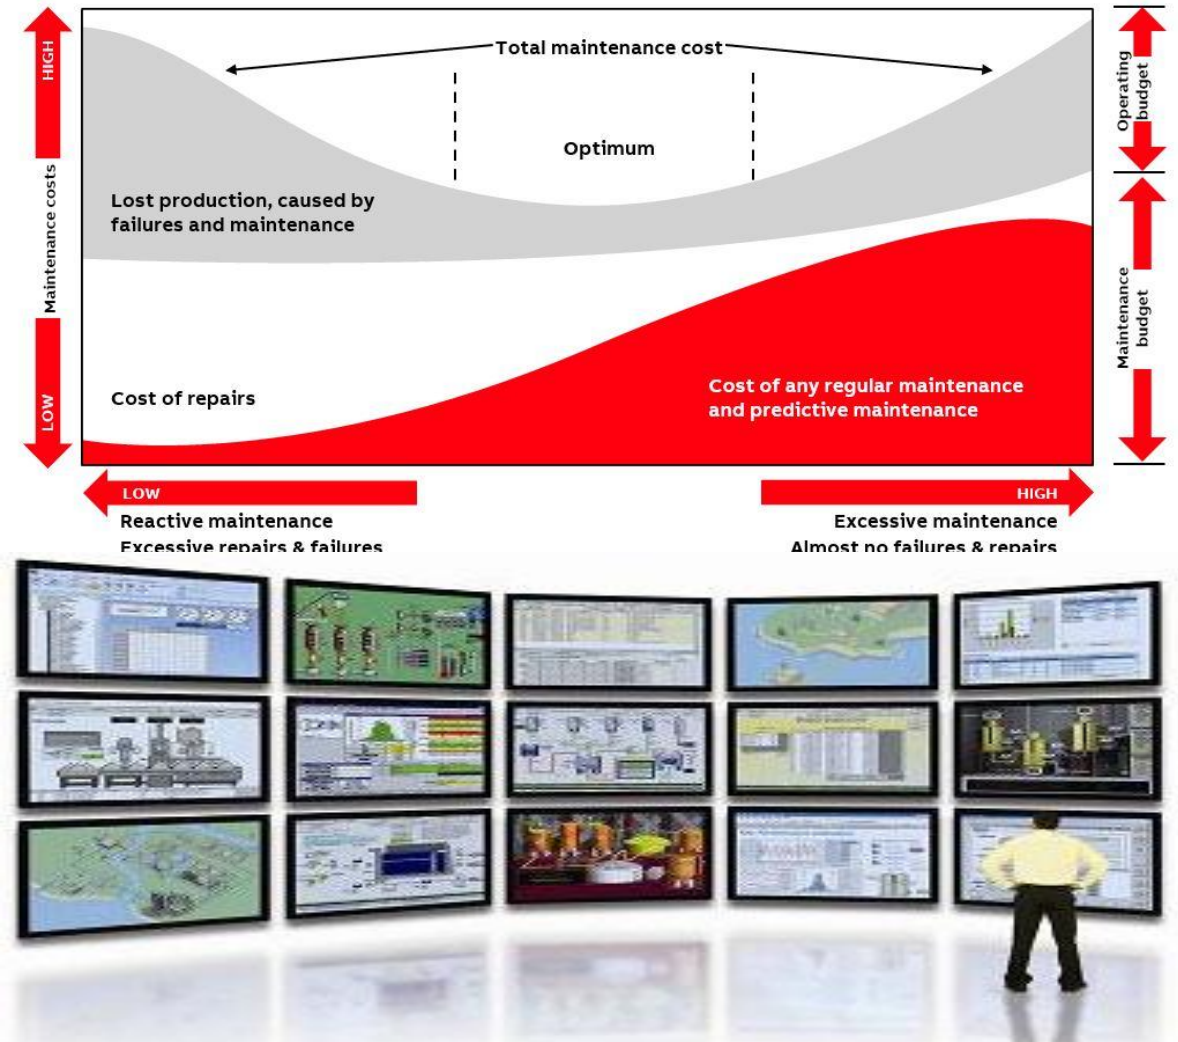 HIGH
Maintenance costs
LOW
Total maintenance cost
Optimum
Lost production, caused by
failures and maintenance
Cost of repairs
Cost of any regular maintenance
and predictive maintenance
Operating
budget
Maintenance
budget
LOW
HIGH
Reactive maintenance
Excessive repairs & failures
Excessive maintenance
Almost no failures & repairs